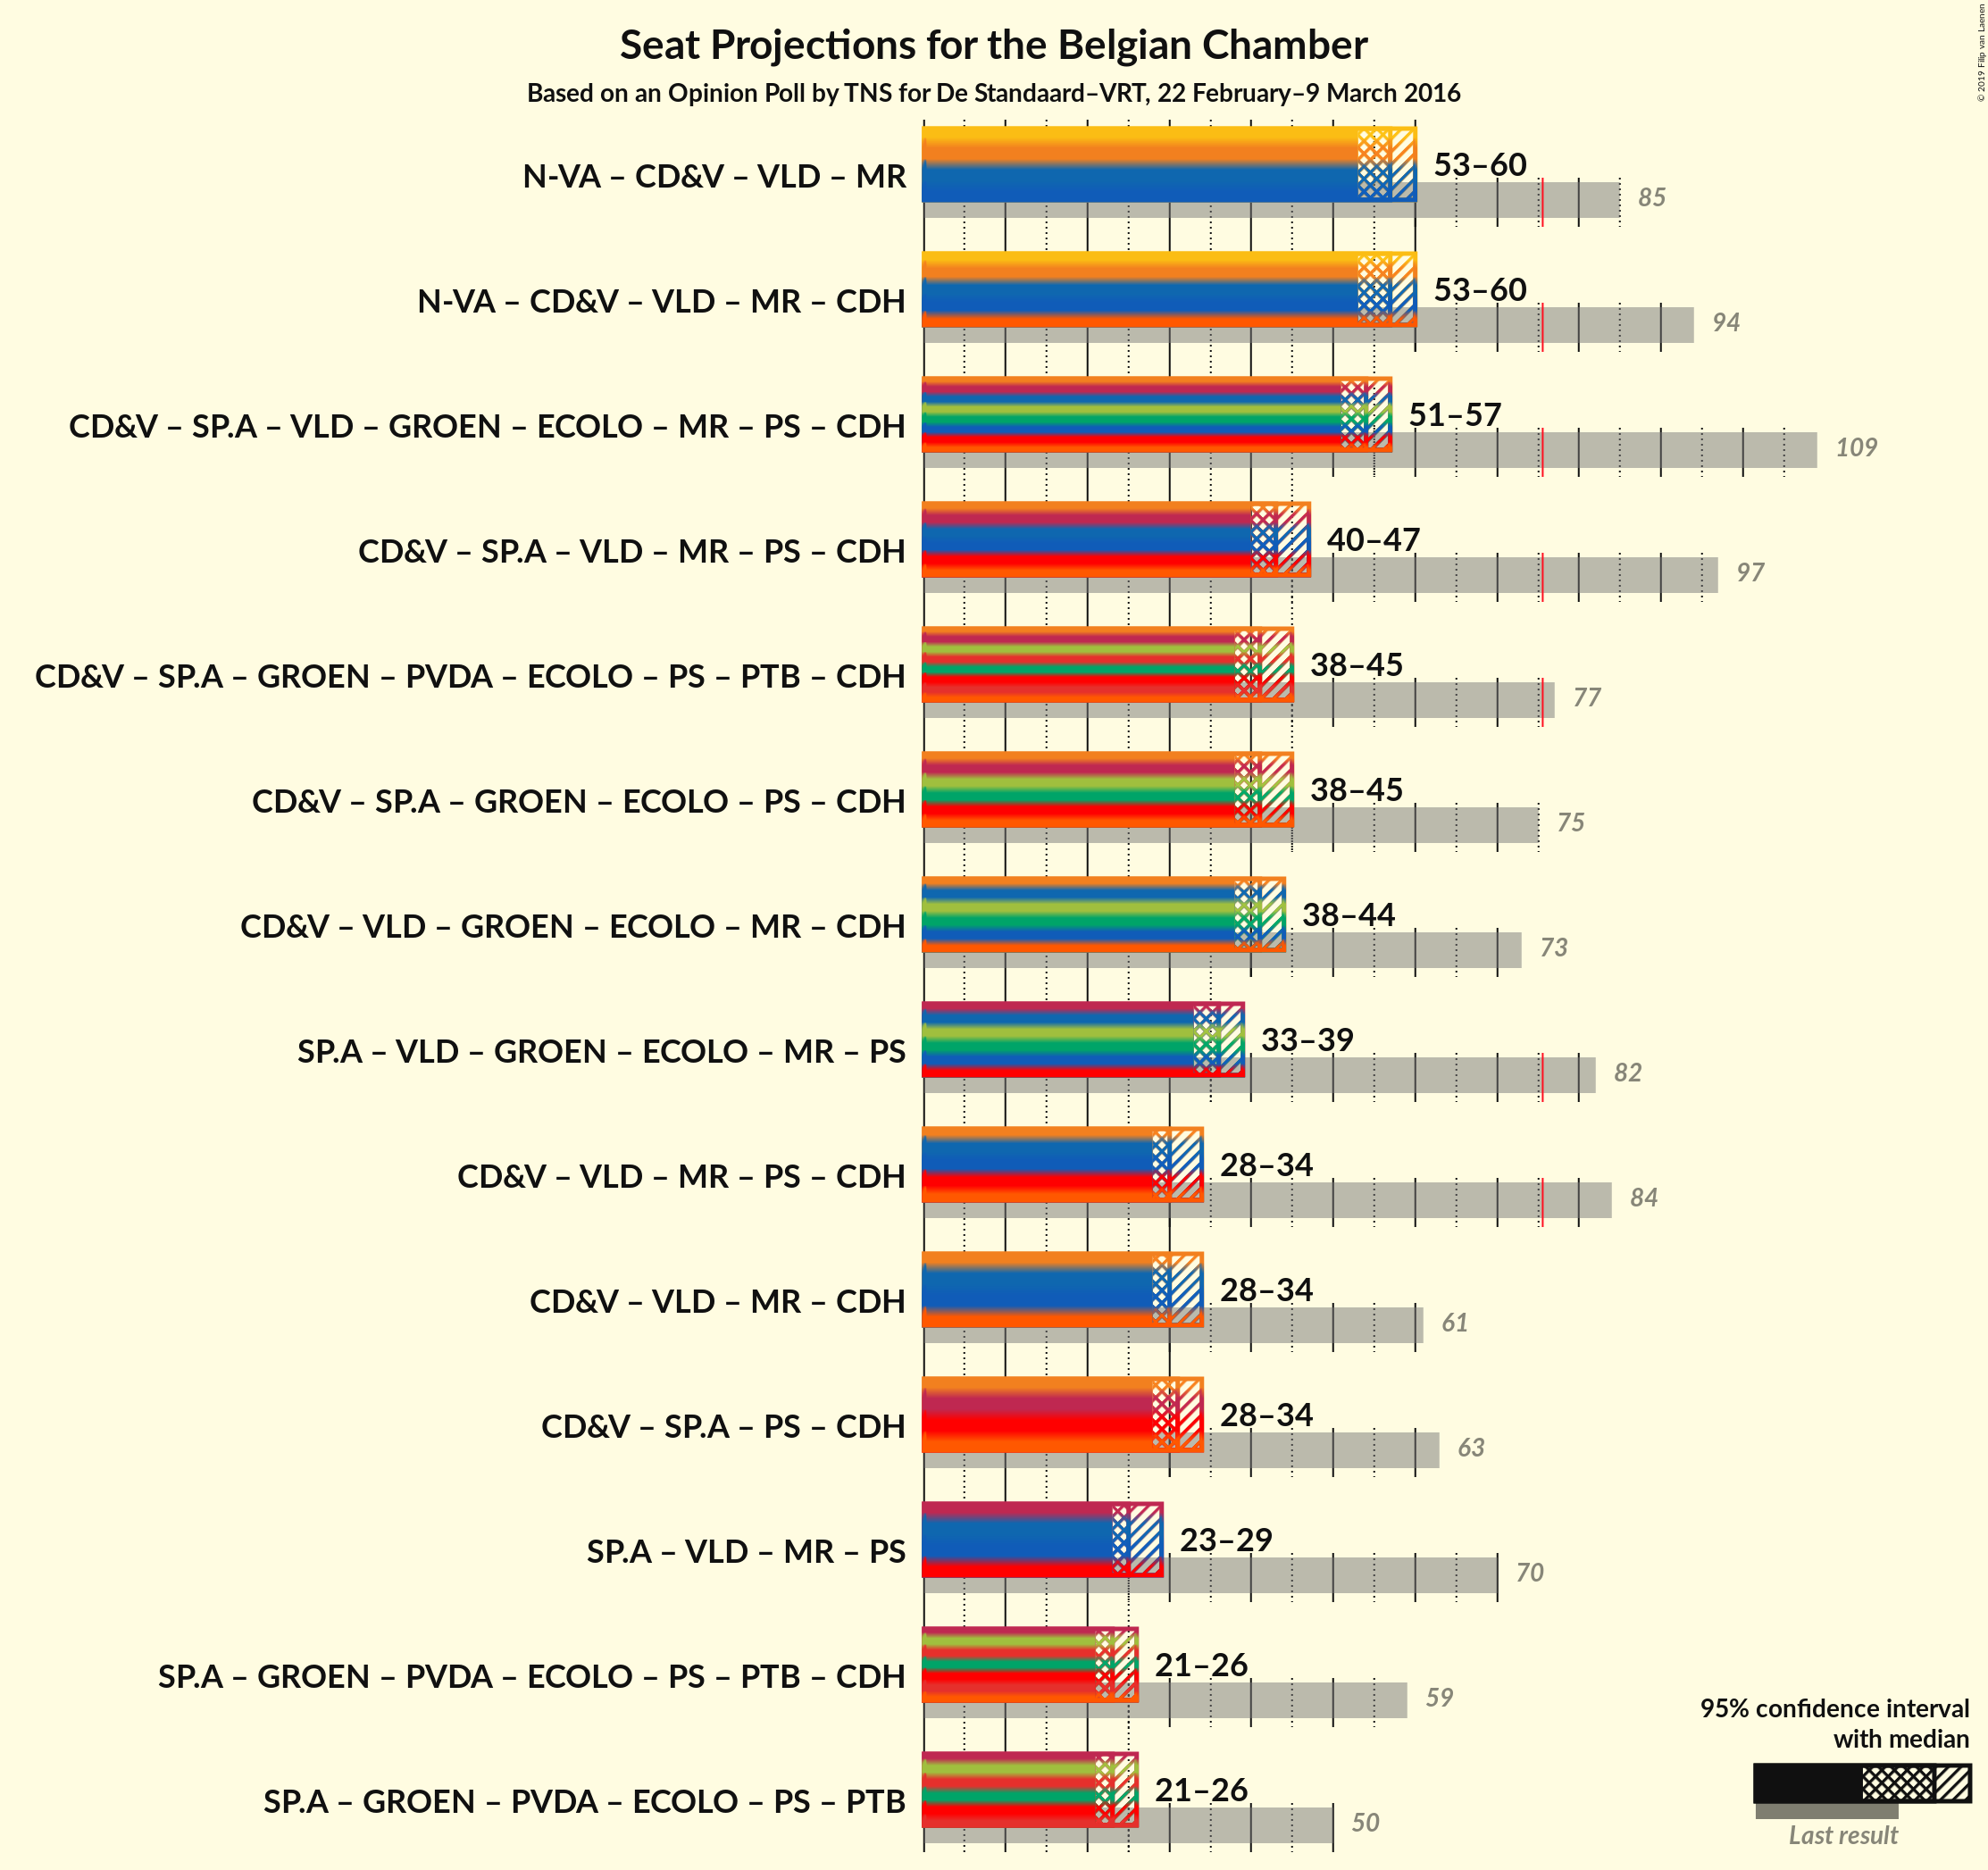 Seat Projections for the Belgian Chamber
Based on an Opinion Poll by TNS for De Standaard–VRT, 22 February–9 March 2016
© 2019 Filip van Laenen
N-VA – CD&V – VLD – MR
53–60
85
N-VA – CD&V – VLD – MR – CDH
53–60
94
CD&V – SP.A – VLD – GROEN – ECOLO – MR – PS – CDH
51–57
109
CD&V – SP.A – VLD – MR – PS – CDH
40–47
97
CD&V – SP.A – GROEN – PVDA – ECOLO – PS – PTB – CDH
38–45
77
CD&V – SP.A – GROEN – ECOLO – PS – CDH
38–45
75
CD&V – VLD – GROEN – ECOLO – MR – CDH
38–44
73
SP.A – VLD – GROEN – ECOLO – MR – PS
33–39
82
CD&V – VLD – MR – PS – CDH
28–34
84
CD&V – VLD – MR – CDH
28–34
61
CD&V – SP.A – PS – CDH
28–34
63
SP.A – VLD – MR – PS
23–29
70
SP.A – GROEN – PVDA – ECOLO – PS – PTB – CDH
21–26
59
SP.A – GROEN – PVDA – ECOLO – PS – PTB
21–26
50
95% confidence interval
with median
Last result